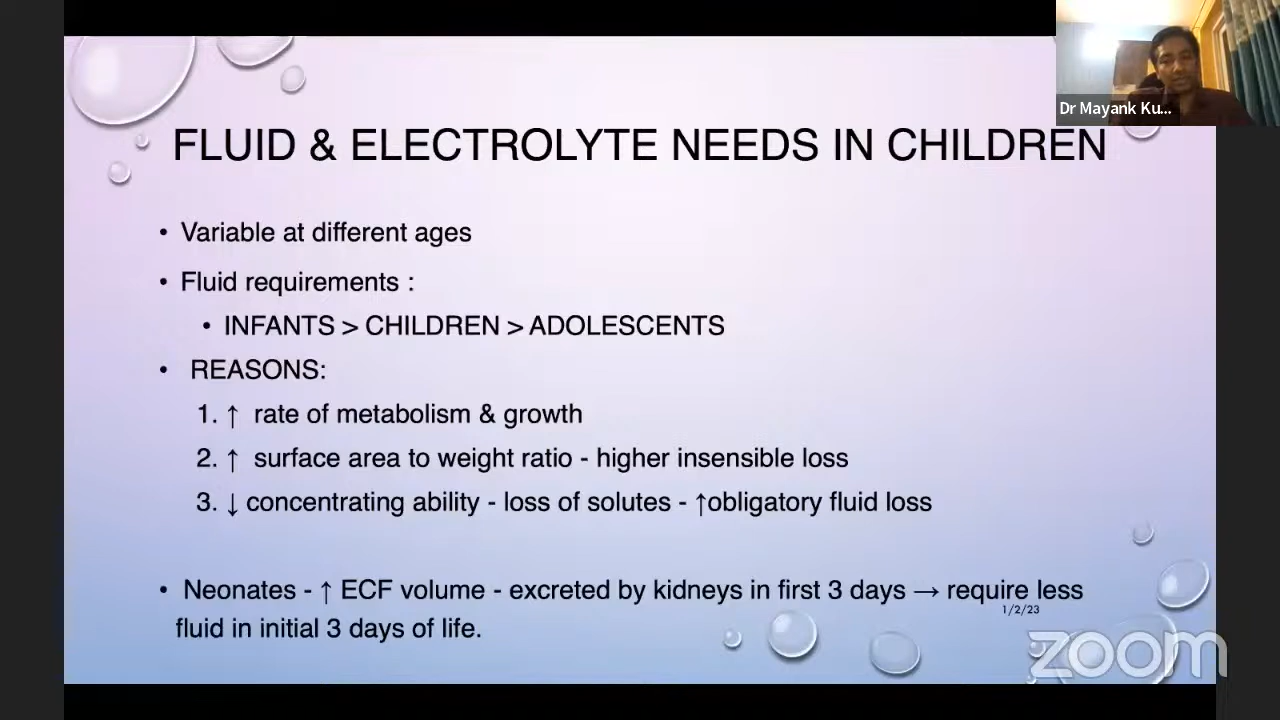 Dr Mayank Ku...
FLUID & ELECTROLYTE NEEDS IN CHILDREN
• Variable at different ages
• Fluid requirements :
• INFANTS > CHILDREN > ADOLESCENTS
• REASONS:
1. ↑ rate of metabolism & growth
2. ↑ surface area to weight ratio - higher insensible loss
3. ↓ concentrating ability - loss of solutes - ↑obligatory fluid loss
• Neonates - ↑ ECF volume - excreted by kidneys in first 3 days → require less
fluid in initial 3 days of life.
1/2/23
zoom